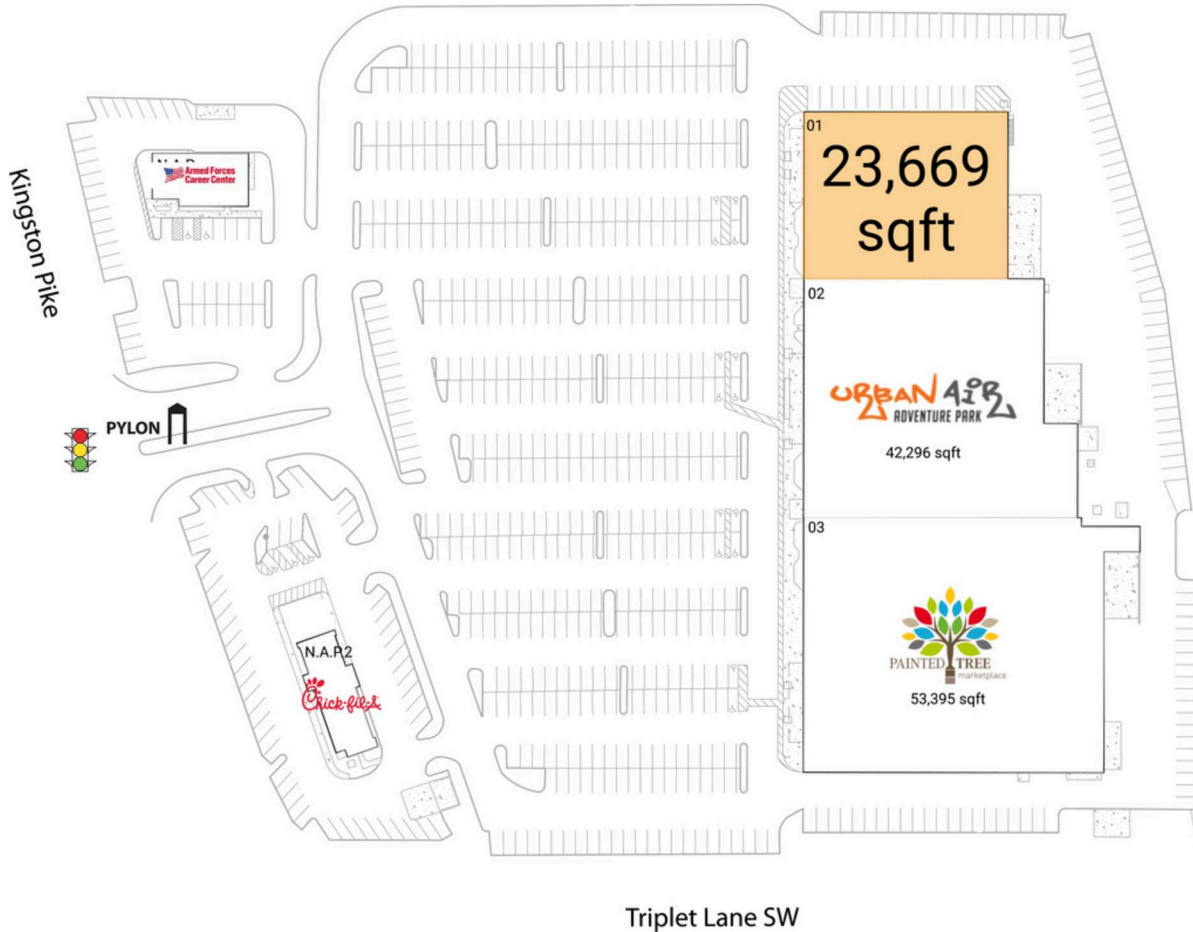 Kingston Pike
Armed Forces
Career Center
PYLON
N.A.P.2
Chick-fil-A
01
23,669
sqft
02
URBAN AIR
ADVENTURE PARK
42,296 sqft
03
PAINTED TREE
marketplace
53,395 sqft
Triplet Lane SW